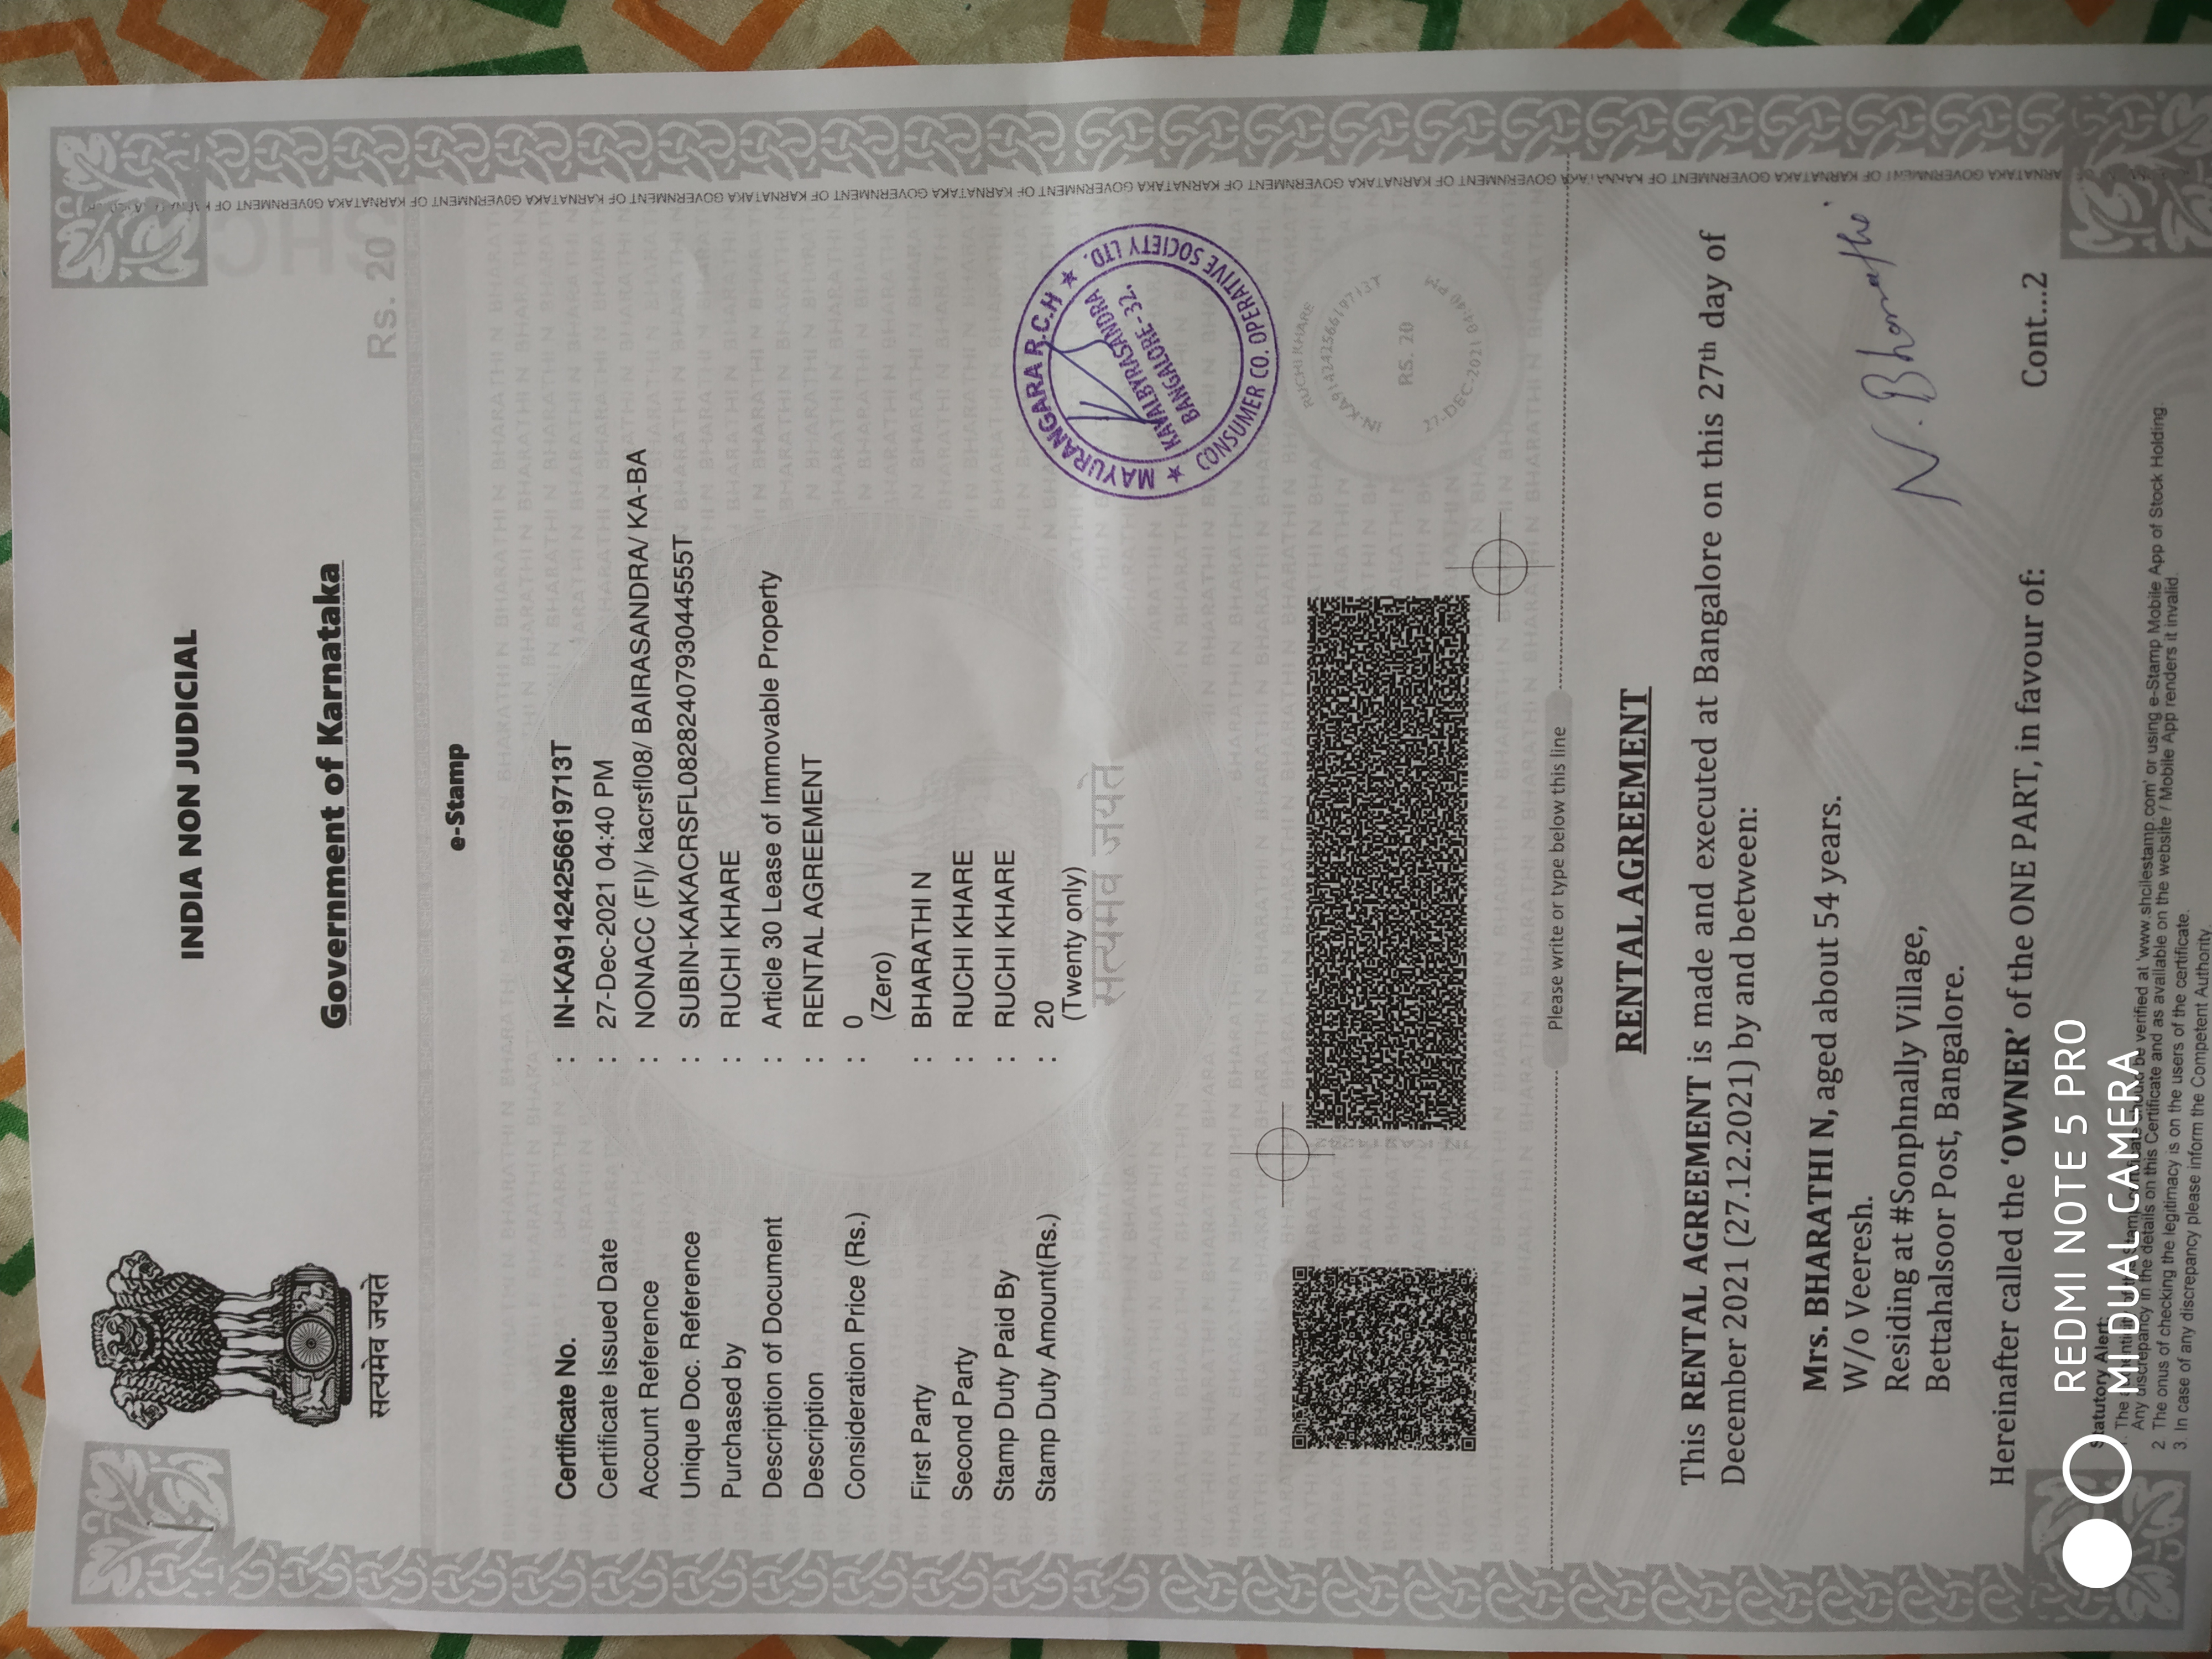 INDIA NON JUDICIAL
Government of Karnataka
सत्यमेव जयते
Rs. 20
e-Stamp
Certificate No. : IN-KA91424256619713T
Certificate Issued Date : 27-Dec-2021 04:40 PM
Account Reference : NONACC (FI)/ kacrsfl08/ BAIRASANDRA/ KA-BA
Unique Doc. Reference : SUBIN-KAKACRSFL0828240793044555T
Purchased by : RUCHI KHARE
Description of Document : Article 30 Lease of Immovable Property
Description : RENTAL AGREEMENT
Consideration Price (Rs.) : 0
(Zero)
First Party : BHARATHI N
Second Party : RUCHI KHARE
Stamp Duty Paid By : RUCHI KHARE
Stamp Duty Amount(Rs.) : 20
(Twenty only)
सत्यमेव जयते
MAYURANGARA R.C.H
KAVALBYRASANDRA
BANGALORE-32.
CONSUMER CO. OPERATIVE SOCIETY LTD.
RUCHI KHARE
IN-KA91424256619713T
RS. 20
27-DEC-2021 04:40 PM
Please write or type below this line
RENTAL AGREEMENT
This RENTAL AGREEMENT is made and executed at Bangalore on this 27th day of
December 2021 (27.12.2021) by and between:
Mrs. BHARATHI N, aged about 54 years.
W/o Veeresh.
Residing at #Sonphnally Village,
Bettahalsoor Post, Bangalore.
N. Bharathi
Hereinafter called the ‘OWNER’ of the ONE PART, in favour of:
Cont...2
REDMI NOTE 5 PRO
MI DUAL CAMERA
Statutory Alert:
1. The authenticity of this Stamp certificate should be verified at 'www.shcilestamp.com' or using e-Stamp Mobile App of Stock Holding.
Any discrepancy in the details on this Certificate and as available on the website / Mobile App renders it invalid.
2 The onus of checking the legitimacy is on the users of the certificate.
3. In case of any discrepancy please inform the Competent Authority.